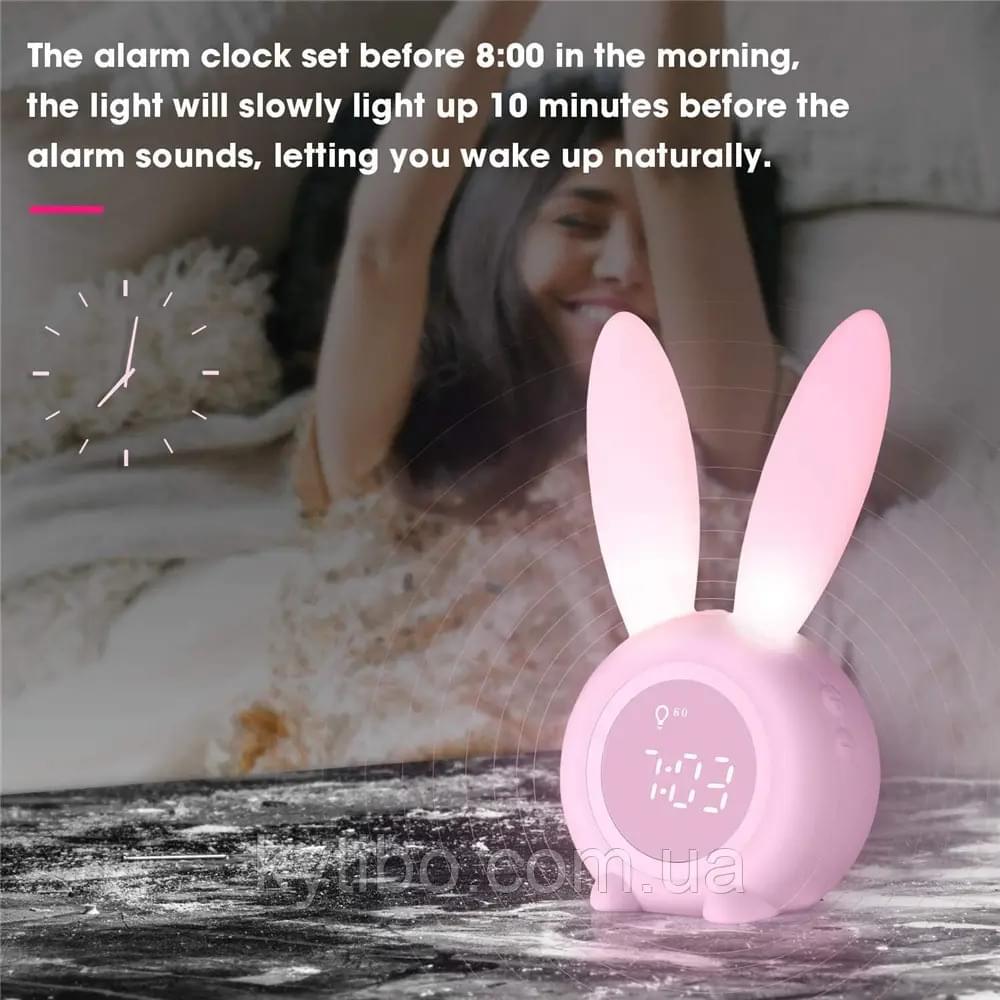 The alarm clock set before 8:00 in the morning,
the light will slowly light up 10 minutes before the
alarm sounds, letting you wake up naturally.
60
7:03
kylibo.com.ua